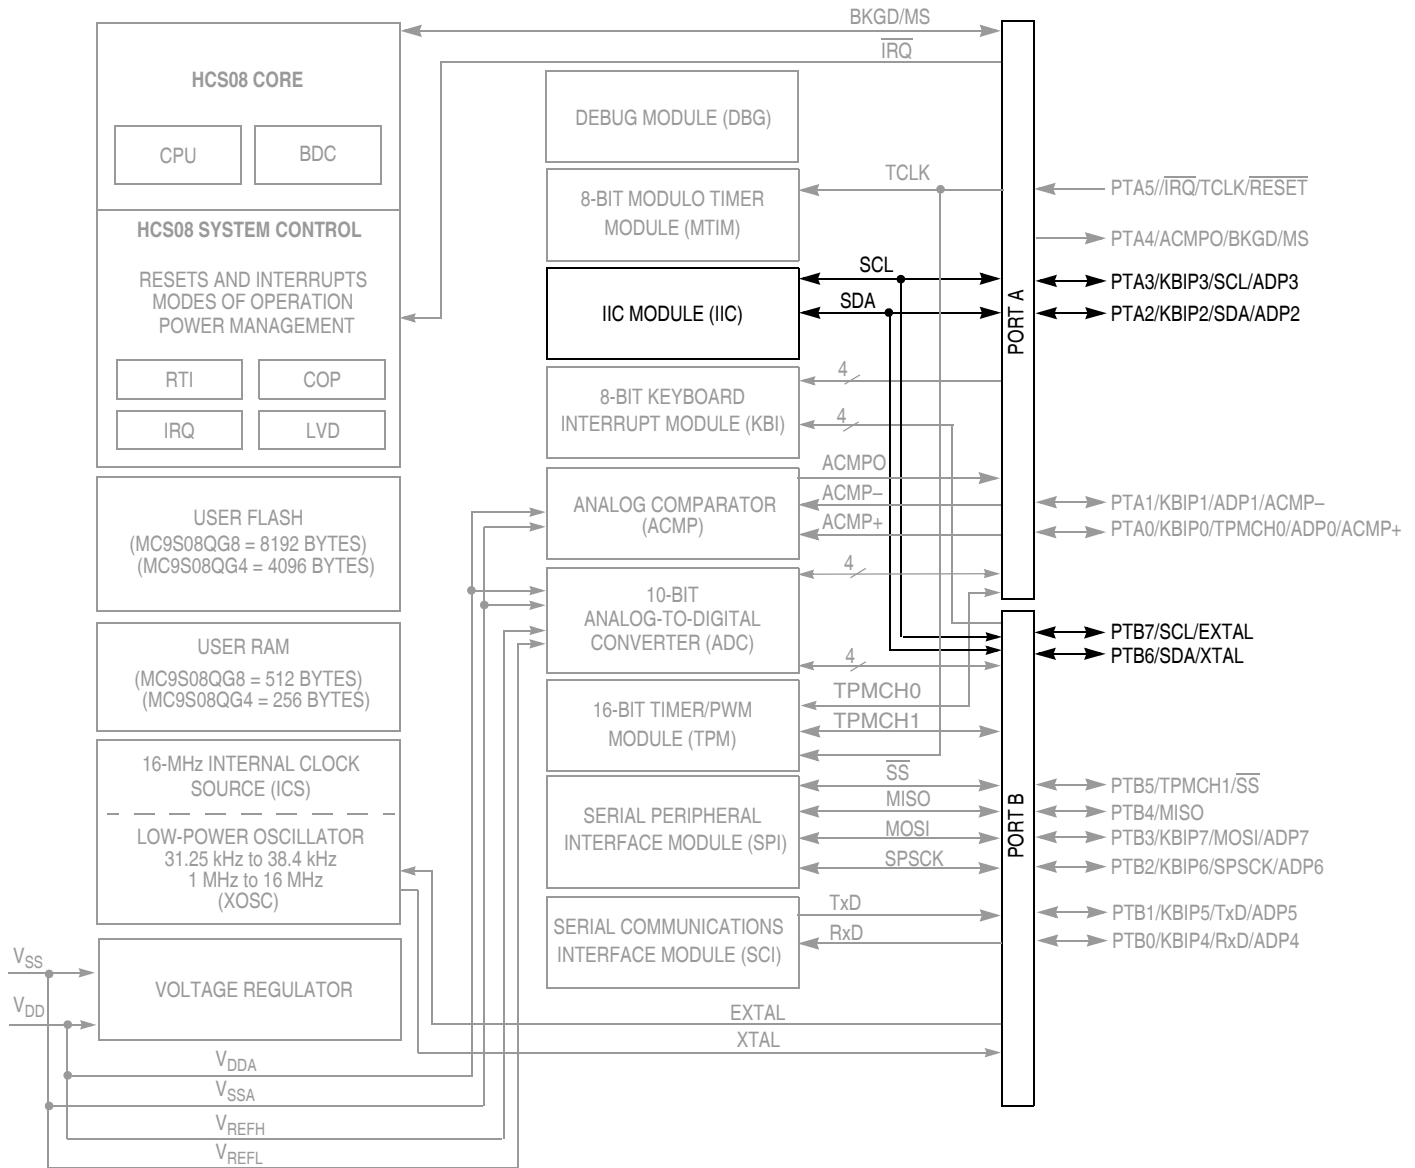 BKGD/MS
IRQ
HCS08 CORE
CPU
BDC
HCS08 SYSTEM CONTROL
RESETS AND INTERRUPTS
MODES OF OPERATION
POWER MANAGEMENT
RTI
COP
IRQ
LVD
USER FLASH
(MC9S08QG8 = 8192 BYTES)
(MC9S08QG4 = 4096 BYTES)
USER RAM
(MC9S08QG8 = 512 BYTES)
(MC9S08QG4 = 256 BYTES)
16-MHz INTERNAL CLOCK
SOURCE (ICS)
LOW-POWER OSCILLATOR
31.25 kHz to 38.4 kHz
1 MHz to 16 MHz
(XOSC)
VOLTAGE REGULATOR
VSS
VDD
VDDA
VSSA
VREFH
VREFL
DEBUG MODULE (DBG)
8-BIT MODULO TIMER
MODULE (MTIM)
IIC MODULE (IIC)
8-BIT KEYBOARD
INTERRUPT MODULE (KBI)
ANALOG COMPARATOR
(ACMP)
10-BIT
ANALOG-TO-DIGITAL
CONVERTER (ADC)
16-BIT TIMER/PWM
MODULE (TPM)
SERIAL PERIPHERAL
INTERFACE MODULE (SPI)
SERIAL COMMUNICATIONS
INTERFACE MODULE (SCI)
TCLK
SCL
SDA
4
4
ACMPO
ACMP–
ACMP+
4
4
TPMCH0
TPMCH1
SS
MISO
MOSI
SPSCK
TxD
RxD
EXTAL
XTAL
PORT A
PORT B
PTA5//IRQ/TCLK/RESET
PTA4/ACMPO/BKGD/MS
PTA3/KBIP3/SCL/ADP3
PTA2/KBIP2/SDA/ADP2
PTA1/KBIP1/ADP1/ACMP–
PTA0/KBIP0/TPMCH0/ADP0/ACMP+
PTB7/SCL/EXTAL
PTB6/SDA/XTAL
PTB5/TPMCH1/SS
PTB4/MISO
PTB3/KBIP7/MOSI/ADP7
PTB2/KBIP6/SPSCK/ADP6
PTB1/KBIP5/TxD/ADP5
PTB0/KBIP4/RxD/ADP4